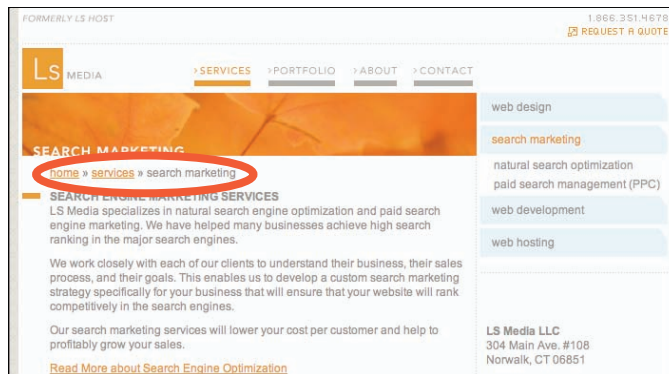 FORMERLY LS HOST
1.866.351.4678
REQUEST A QUOTE
Ls MEDIA
>SERVICES >PORTFOLIO >ABOUT >CONTACT
SEARCH MARKETING
home » services » search marketing
SEARCH ENGINE MARKETING SERVICES
LS Media specializes in natural search engine optimization and paid search
engine marketing. We have helped many businesses achieve high search
ranking in the major search engines.
We work closely with each of our clients to understand their business, their sales
process, and their goals. This enables us to develop a custom search marketing
strategy specifically for your business that will ensure that your website will rank
competitively in the search engines.
Our search marketing services will lower your cost per customer and help to
profitably grow your sales.
Read More about Search Engine Optimization
web design
search marketing
natural search optimization
paid search management (PPC)
web development
web hosting
LS Media LLC
304 Main Ave. #108
Norwalk, CT 06851